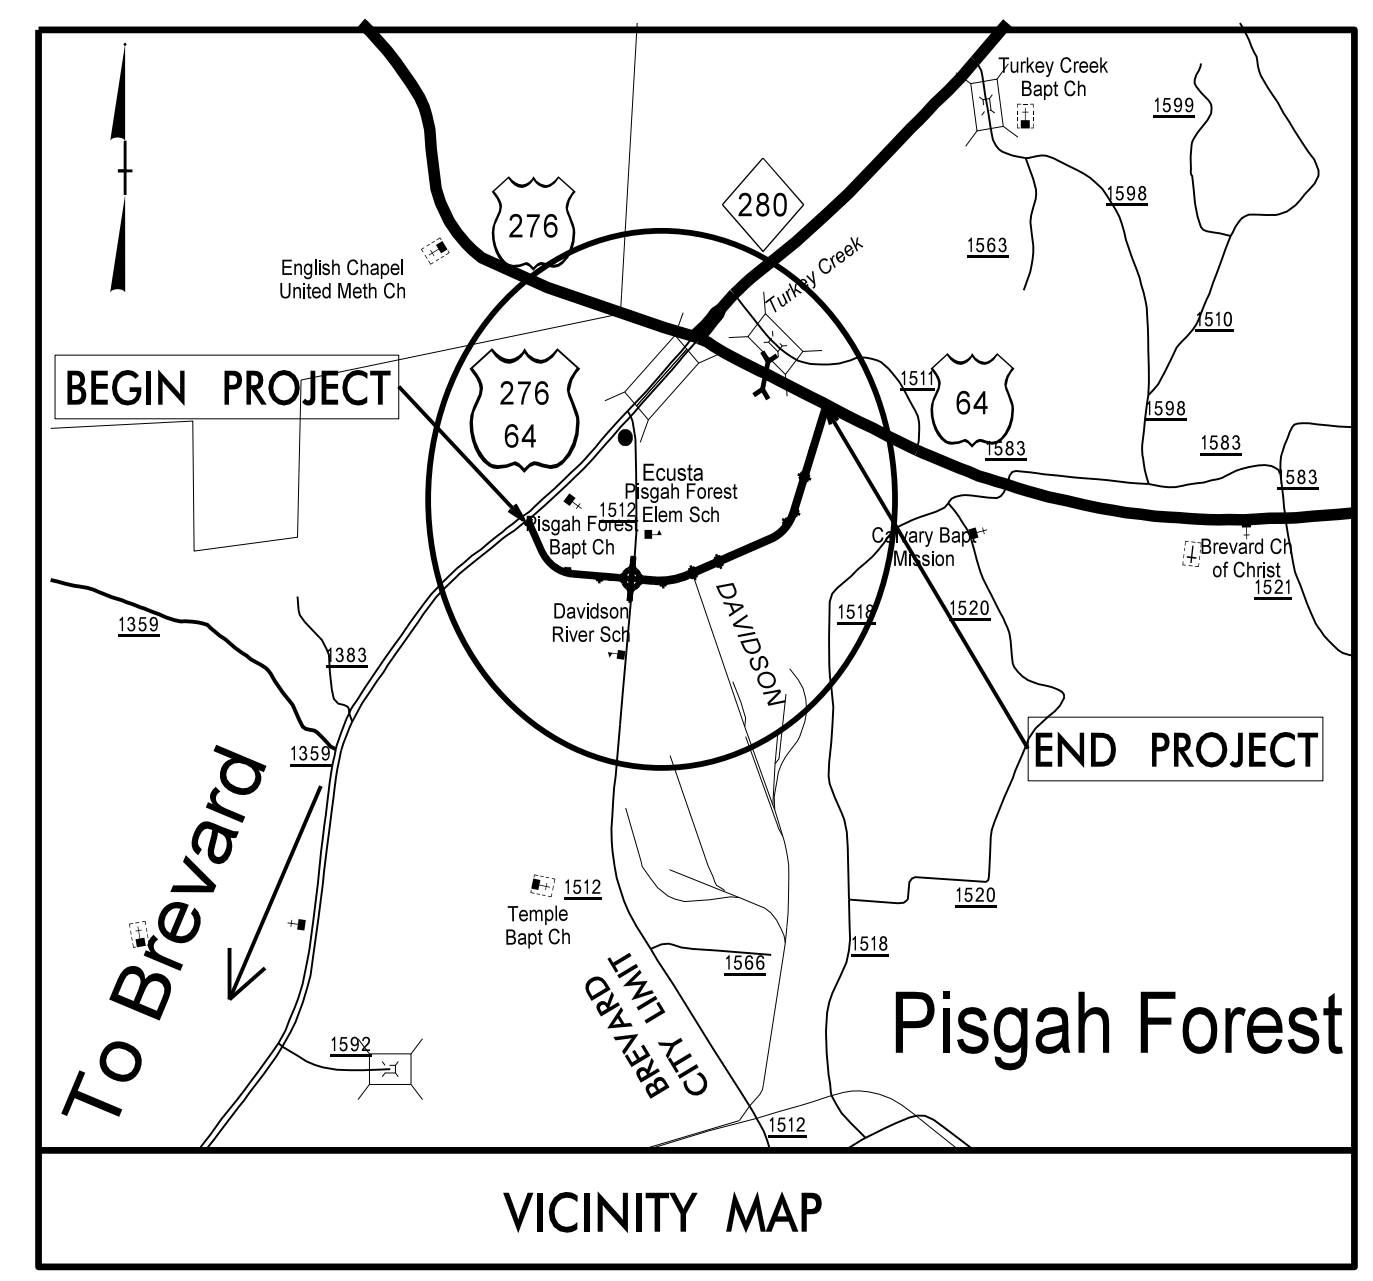 Turkey Creek
Bapt Ch
1599
276
280
1598
1563
English Chapel
United Meth Ch
Turkey Creek
1510
BEGIN PROJECT
276
64
1511
64
1598
1583
1583
1583
Ecusta
Pisgah Forest
Elem Sch
1512
Pisgah Forest
Bapt Ch
Calvary Bapt
Mission
Brevard Ch
of Christ
1521
Davidson
River Sch
DAVIDSON
1518
1520
1359
1383
1359
END PROJECT
To Brevard
Temple
Bapt Ch
1512
1520
1518
1566
BREVARD
CITY LIMIT
Pisgah Forest
1592
1512
VICINITY MAP